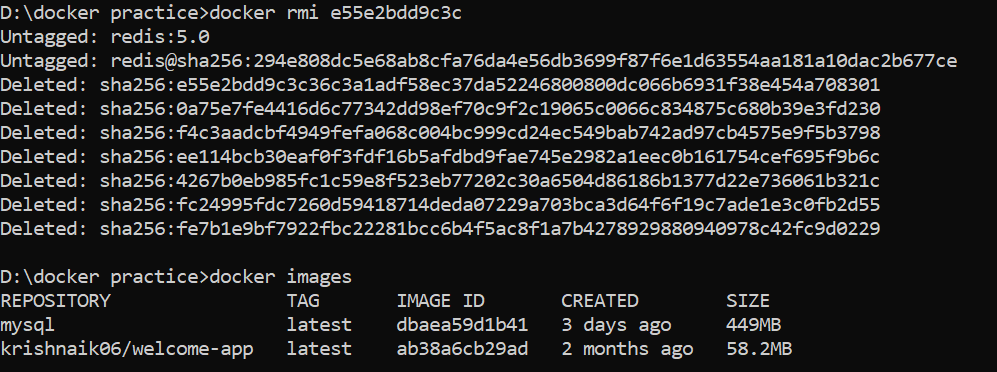 D:\docker practice>docker rmi e55e2bdd9c3c
Untagged: redis:5.0
Untagged: redis@sha256:294e808dc5e68ab8cfa76da4e56db3699f87f6e1d63554aa181a10dac2b677ce
Deleted: sha256:e55e2bdd9c3c36c3a1adf58ec37da52246800800dc066b6931f38e454a708301
Deleted: sha256:0a75e7fe4416d6c77342dd98ef70c9f2c19065c0066c834875c680b39e3fd230
Deleted: sha256:f4c3aadcbf4949fefa068c004bc999cd24ec549bab742ad97cb4575e9f5b3798
Deleted: sha256:ee114bcb30eaf0f3fdf16b5afdbd9fae745e2982a1eec0b161754cef695f9b6c
Deleted: sha256:4267b0eb985fc1c59e8f523eb77202c30a6504d86186b1377d22e736061b321c
Deleted: sha256:fc24995fdc7260d59418714deda07229a703bca3d64f6f19c7ade1e3c0fb2d55
Deleted: sha256:fe7b1e9bf7922fbc22281bcc6b4f5ac8f1a7b4278929880940978c42fc9d0229
D:\docker practice>docker images
REPOSITORY TAG IMAGE ID CREATED SIZE
mysql latest dbaea59d1b41 3 days ago 449MB
krishnaik06/welcome-app latest ab38a6cb29ad 2 months ago 58.2MB